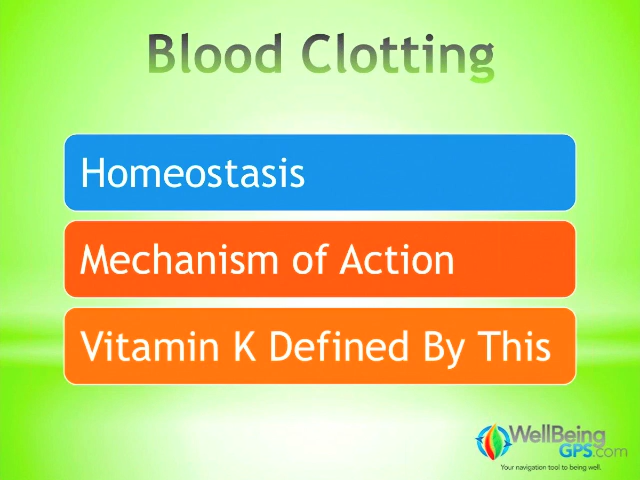 Blood Clotting
Homeostasis
Mechanism of Action
Vitamin K Defined By This
WellBeing
GPS.com
Your navigation tool to being well.